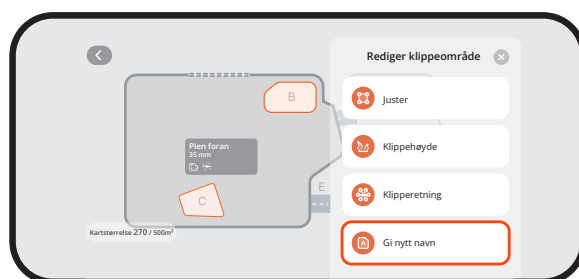 Rediger klippeområde
B
Juster
Plen foran
35 mm
Klippehøyde
E
C
Klipperetning
Kartstørrelse 270 / 500m²
A
Gi nytt navn